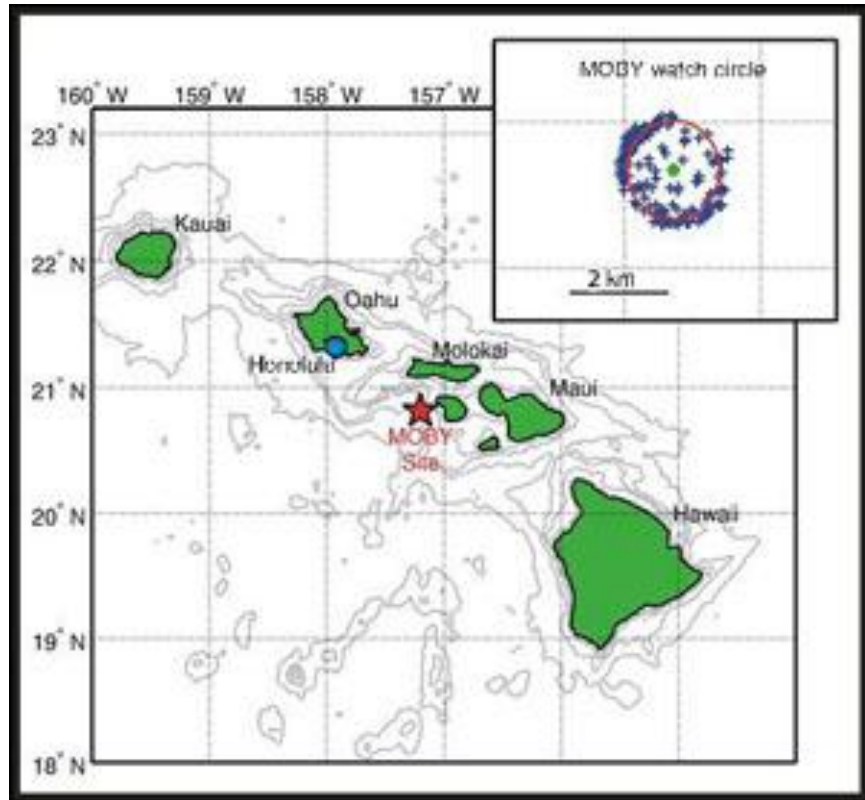 MOBY watch circle
160° W 159° W 158° W 157° W
23° N
Kauai
22° N
Oahu
2 km
Honolulu
Molokai
21° N
Maui
MOBY
Site
20° N
Hawaii
19° N
18° N